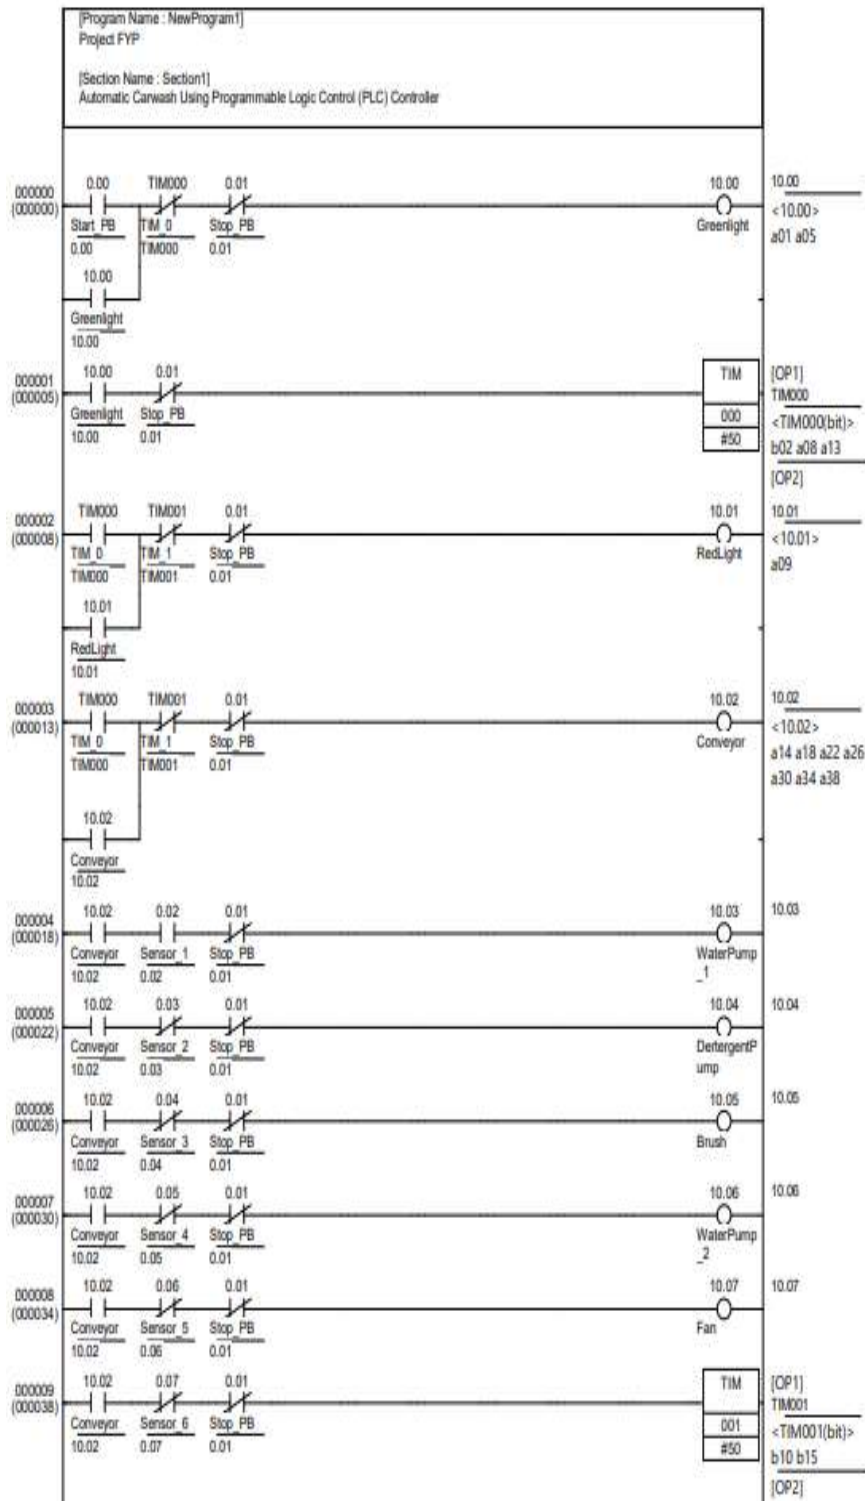 [Program Name : NewProgram1]
Project FYP
[Section Name : Section1]
Automatic Carwash Using Programmable Logic Control (PLC) Controller
000000
(000000)
0.00 TIM000 0.01 10.00 10.00
Start_PB TIM_0 Stop_PB Greenlight <10.00>
0.00 TIM000 0.01 a01 a05
10.00
Greenlight
10.00
000001
(000005)
10.00 0.01 TIM [OP1]
Greenlight Stop_PB 000 TIM000
10.00 0.01 #50 <TIM000(bit)>
b02 a08 a13
[OP2]
000002
(000008)
TIM000 TIM001 0.01 10.01 10.01
TIM_0 TIM_1 Stop_PB RedLight <10.01>
TIM000 TIM001 0.01 a09
10.01
RedLight
10.01
000003
(000013)
TIM000 TIM001 0.01 10.02 10.02
TIM_0 TIM_1 Stop_PB Conveyor <10.02>
TIM000 TIM001 0.01 a14 a18 a22 a26
a30 a34 a38
10.02
Conveyor
10.02
000004
(000018)
10.02 0.02 0.01 10.03 10.03
Conveyor Sensor_1 Stop_PB WaterPump
10.02 0.02 0.01 _1
000005
(000022)
10.02 0.03 0.01 10.04 10.04
Conveyor Sensor_2 Stop_PB DertergentP
10.02 0.03 0.01 ump
000006
(000026)
10.02 0.04 0.01 10.05 10.05
Conveyor Sensor_3 Stop_PB Brush
10.02 0.04 0.01
000007
(000030)
10.02 0.05 0.01 10.06 10.06
Conveyor Sensor_4 Stop_PB WaterPump
10.02 0.05 0.01 _2
000008
(000034)
10.02 0.06 0.01 10.07 10.07
Conveyor Sensor_5 Stop_PB Fan
10.02 0.06 0.01
000009
(000038)
10.02 0.07 0.01 TIM [OP1]
Conveyor Sensor_6 Stop_PB 001 TIM001
10.02 0.07 0.01 #50 <TIM001(bit)>
b10 b15
[OP2]